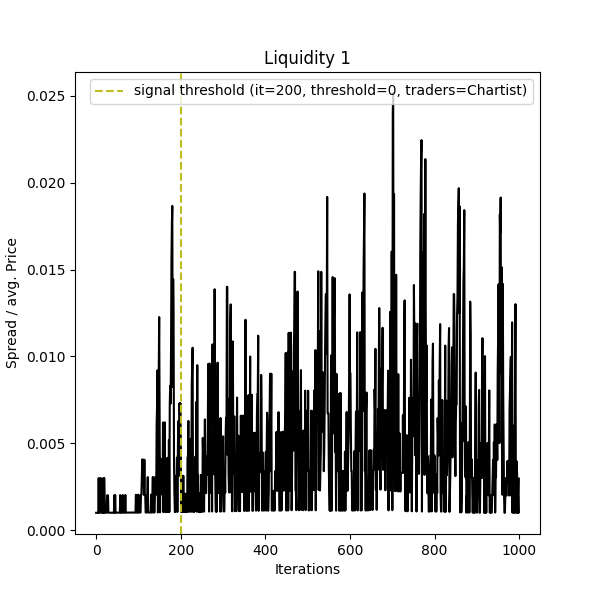 Liquidity 1
signal threshold (it=200, threshold=0, traders=Chartist)
Spread / avg. Price
0.025
0.020
0.015
0.010
0.005
0.000
0 200 400 600 800 1000
Iterations